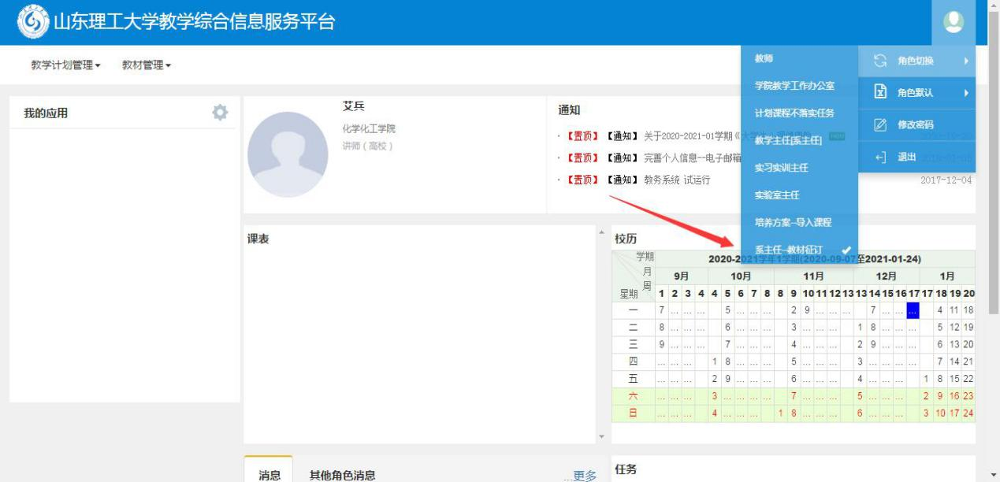 山东理工大学教学综合信息服务平台
教学计划管理 教材管理
角色切换
角色默认
修改密码
退出
教师
学院教学工作办公室
计划课程不落实任务
教学主任[系主任]
实习实训主任
实验室主任
培养方案--导入课程
系主任--教材征订
我的应用
艾兵
化学化工学院
讲师（高校）
通知
【置顶】【通知】关于2020-2021-01学期《大学生
【置顶】【通知】完善个人信息--电子邮箱
【置顶】【通知】教务系统 试运行 2017-12-04
课表
校历
学期 2020-2021学年1学期(2020-09-07至2021-01-24)
月 9月 10月 11月 12月 1月
周
星期 1 2 3 4 4 5 6 7 8 8 9 10 11 12 13 13 14 15 16 17 17 18 19 20
一 7 ... ... ... 5 ... ... ... 2 9 ... ... ... 7 ... ... ... 4 11 18
二 8 ... ... ... 6 ... ... ... 3 ... ... ... 1 8 ... ... ... 5 12 19
三 9 ... ... ... 7 ... ... ... 4 ... ... ... 2 9 ... ... ... 6 13 20
四 ... ... ... 1 8 ... ... ... 5 ... ... ... 3 ... ... ... ... 7 14 21
五 ... ... ... 2 9 ... ... ... 6 ... ... ... 4 ... ... ... 1 8 15 22
六 ... ... ... 3 ... ... ... ... 7 ... ... ... 5 ... ... ... 2 9 16 23
日 ... ... ... 4 ... ... ... 1 8 ... ... ... 6 ... ... ... 3 10 17 24
消息 其他角色消息 ...更多
任务